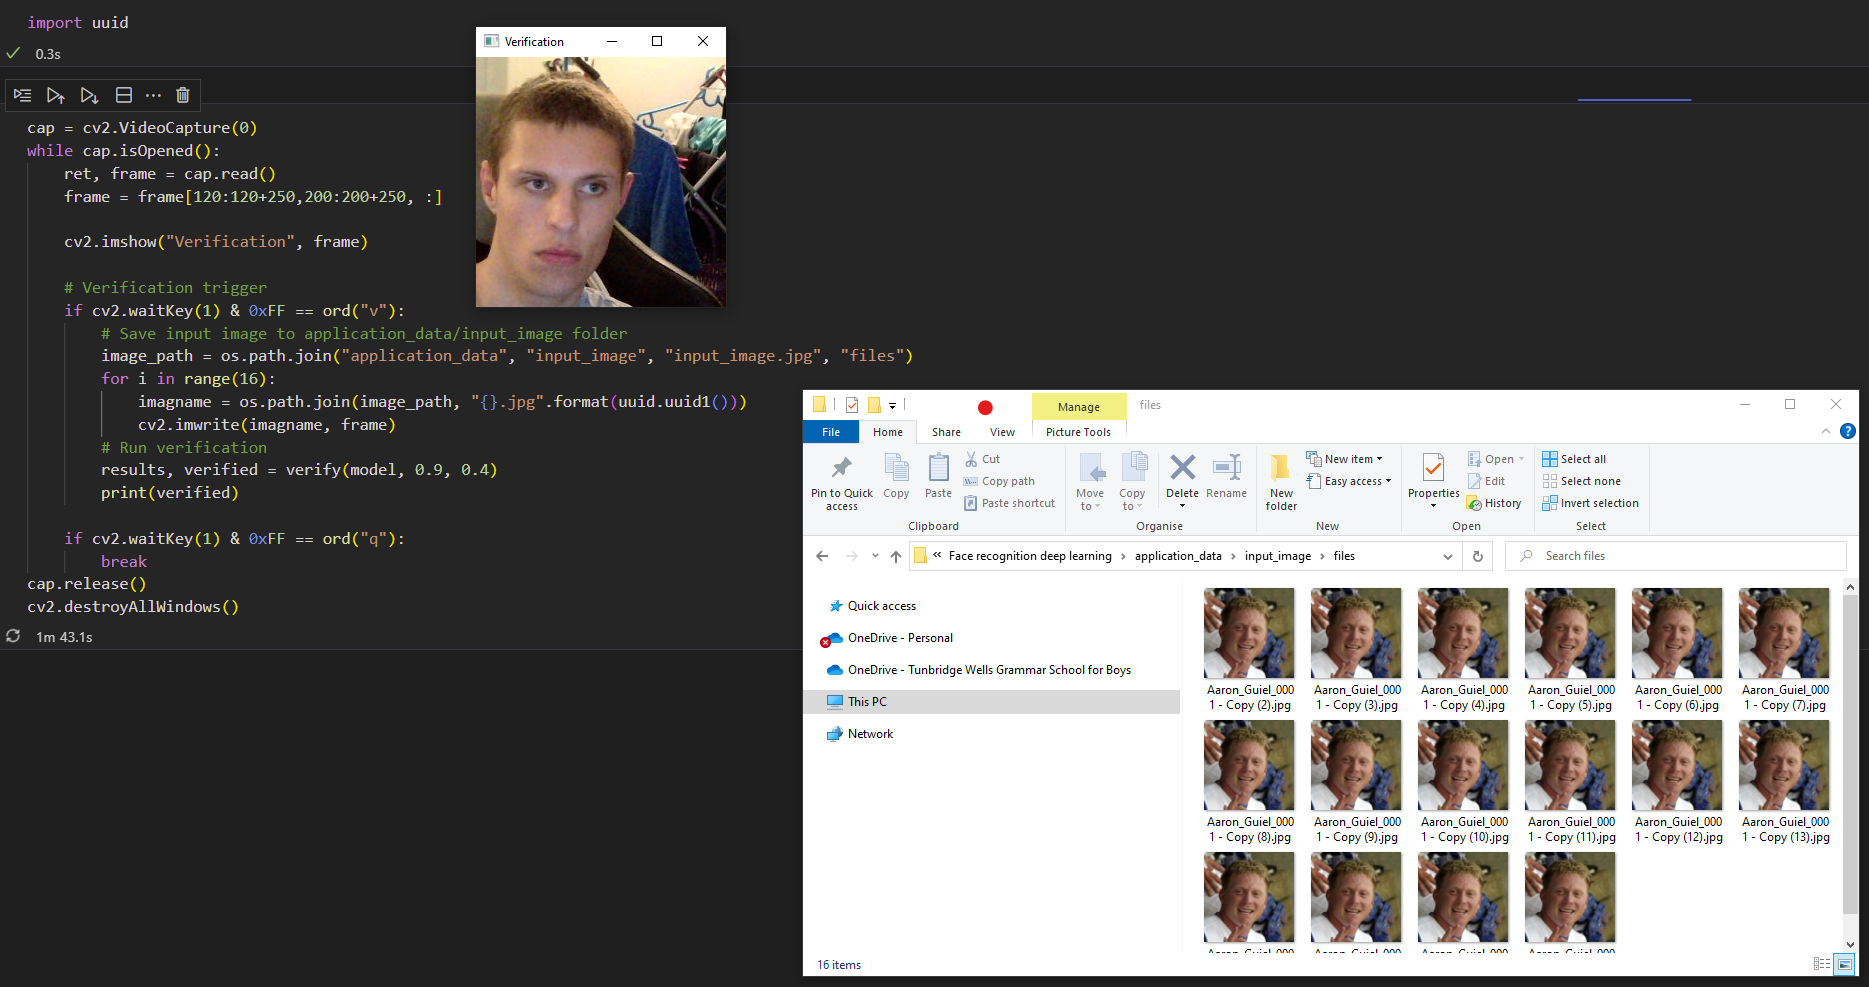 import uuid
0.3s
cap = cv2.VideoCapture(0)
while cap.isOpened():
    ret, frame = cap.read()
    frame = frame[120:120+250,200:200+250, :]
    cv2.imshow("Verification", frame)
    # Verification trigger
    if cv2.waitKey(1) & 0xFF == ord("v"):
        # Save input image to application_data/input_image folder
        image_path = os.path.join("application_data", "input_image", "input_image.jpg", "files")
        for i in range(16):
            imagname = os.path.join(image_path, "{}.jpg".format(uuid.uuid1()))
            cv2.imwrite(imagname, frame)
        # Run verification
        results, verified = verify(model, 0.9, 0.4)
        print(verified)
    if cv2.waitKey(1) & 0xFF == ord("q"):
        break
cap.release()
cv2.destroyAllWindows()
1m 43.1s
Verification
Manage files
File Home Share View Picture Tools
Pin to Quick access
Copy
Paste
Cut
Copy path
Paste shortcut
Clipboard
Move to
Copy to
Delete
Rename
Organise
New folder
New item
Easy access
New
Properties
Open
Edit
History
Open
Select all
Select none
Invert selection
Select
« Face recognition deep learning › application_data › input_image › files
Search files
Quick access
OneDrive - Personal
OneDrive - Tunbridge Wells Grammar School for Boys
This PC
Network
Aaron_Guiel_0001 - Copy (2).jpg
Aaron_Guiel_0001 - Copy (3).jpg
Aaron_Guiel_0001 - Copy (4).jpg
Aaron_Guiel_0001 - Copy (5).jpg
Aaron_Guiel_0001 - Copy (6).jpg
Aaron_Guiel_0001 - Copy (7).jpg
Aaron_Guiel_0001 - Copy (8).jpg
Aaron_Guiel_0001 - Copy (9).jpg
Aaron_Guiel_0001 - Copy (10).jpg
Aaron_Guiel_0001 - Copy (11).jpg
Aaron_Guiel_0001 - Copy (12).jpg
Aaron_Guiel_0001 - Copy (13).jpg
16 items